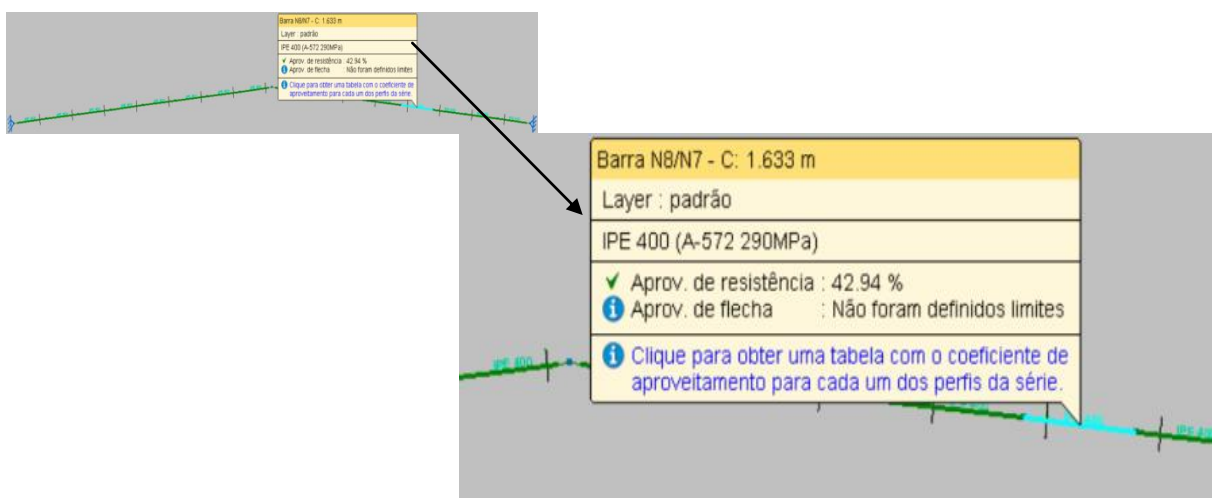 Barra N8/N7 - C: 1.633 m
Layer : padrão
IPE 400 (A-572 290MPa)
Aprov. de resistência : 42.94 %
Aprov. de flecha : Não foram definidos limites
Clique para obter uma tabela com o coeficiente de
aproveitamento para cada um dos perfis da série.
Barra N8/N7 - C: 1.633 m
Layer : padrão
IPE 400 (A-572 290MPa)
Aprov. de resistência : 42.94 %
Aprov. de flecha : Não foram definidos limites
Clique para obter uma tabela com o coeficiente de
aproveitamento para cada um dos perfis da série.
IPE 400